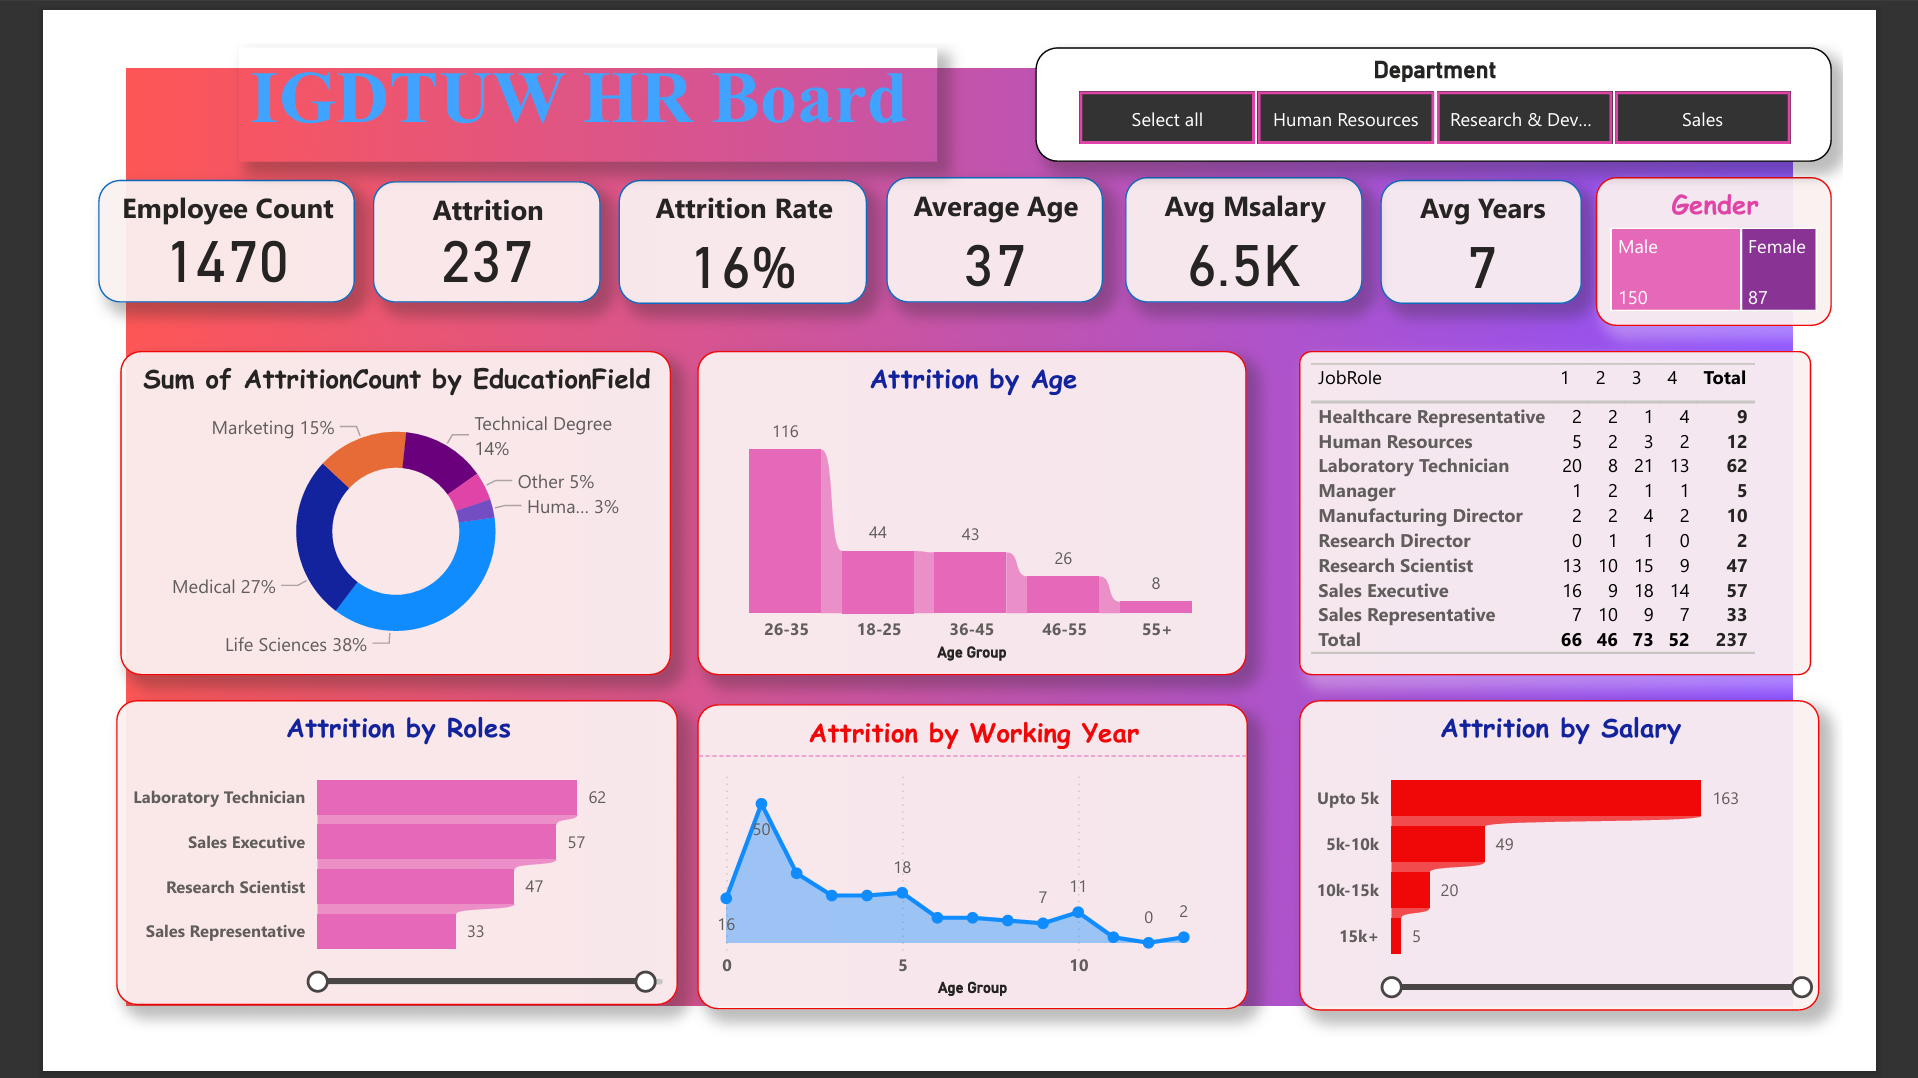 IGDTUW HR Board
Department
Select all
Human Resources
Research & Dev...
Sales
Employee Count
1470
Attrition
237
Attrition Rate
16%
Average Age
37
Avg Msalary
6.5K
Avg Years
7
Gender
Male
150
Female
87
Sum of AttritionCount by EducationField
Marketing 15%
Technical Degree
14%
Other 5%
Huma... 3%
Medical 27%
Life Sciences 38%
Attrition by Age
116
44
43
26
8
26-35
18-25
36-45
46-55
55+
Age Group
JobRole 1 2 3 4 Total
Healthcare Representative 2 2 1 4 9
Human Resources 5 2 3 2 12
Laboratory Technician 20 8 21 13 62
Manager 1 2 1 1 5
Manufacturing Director 2 2 4 2 10
Research Director 0 1 1 0 2
Research Scientist 13 10 15 9 47
Sales Executive 16 9 18 14 57
Sales Representative 7 10 9 7 33
Total 66 46 73 52 237
Attrition by Roles
Laboratory Technician 62
Sales Executive 57
Research Scientist 47
Sales Representative 33
Attrition by Working Year
50
16
18
7
11
0
2
0
5
10
Age Group
Attrition by Salary
Upto 5k 163
5k-10k 49
10k-15k 20
15k+ 5